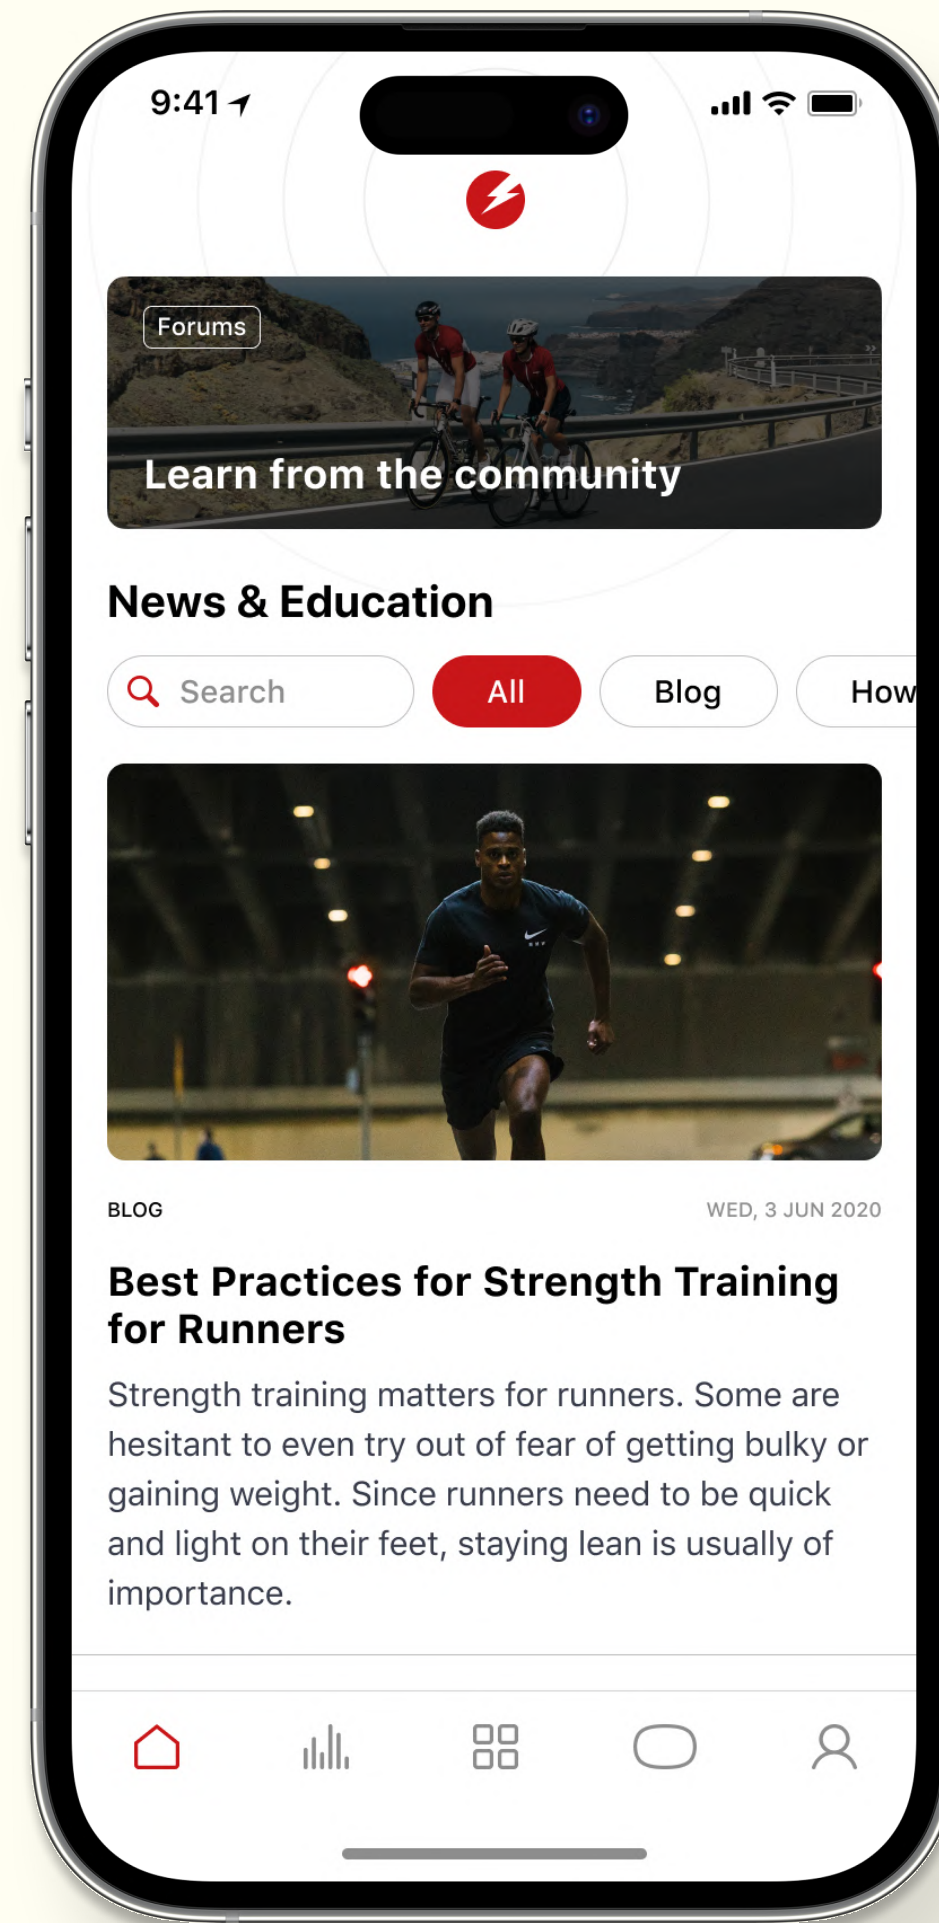 9:41
Forums
Learn from the community
News & Education
Search
All
Blog
How
BLOG
WED, 3 JUN 2020
Best Practices for Strength Training
for Runners
Strength training matters for runners. Some are
hesitant to even try out of fear of getting bulky or
gaining weight. Since runners need to be quick
and light on their feet, staying lean is usually of
importance.